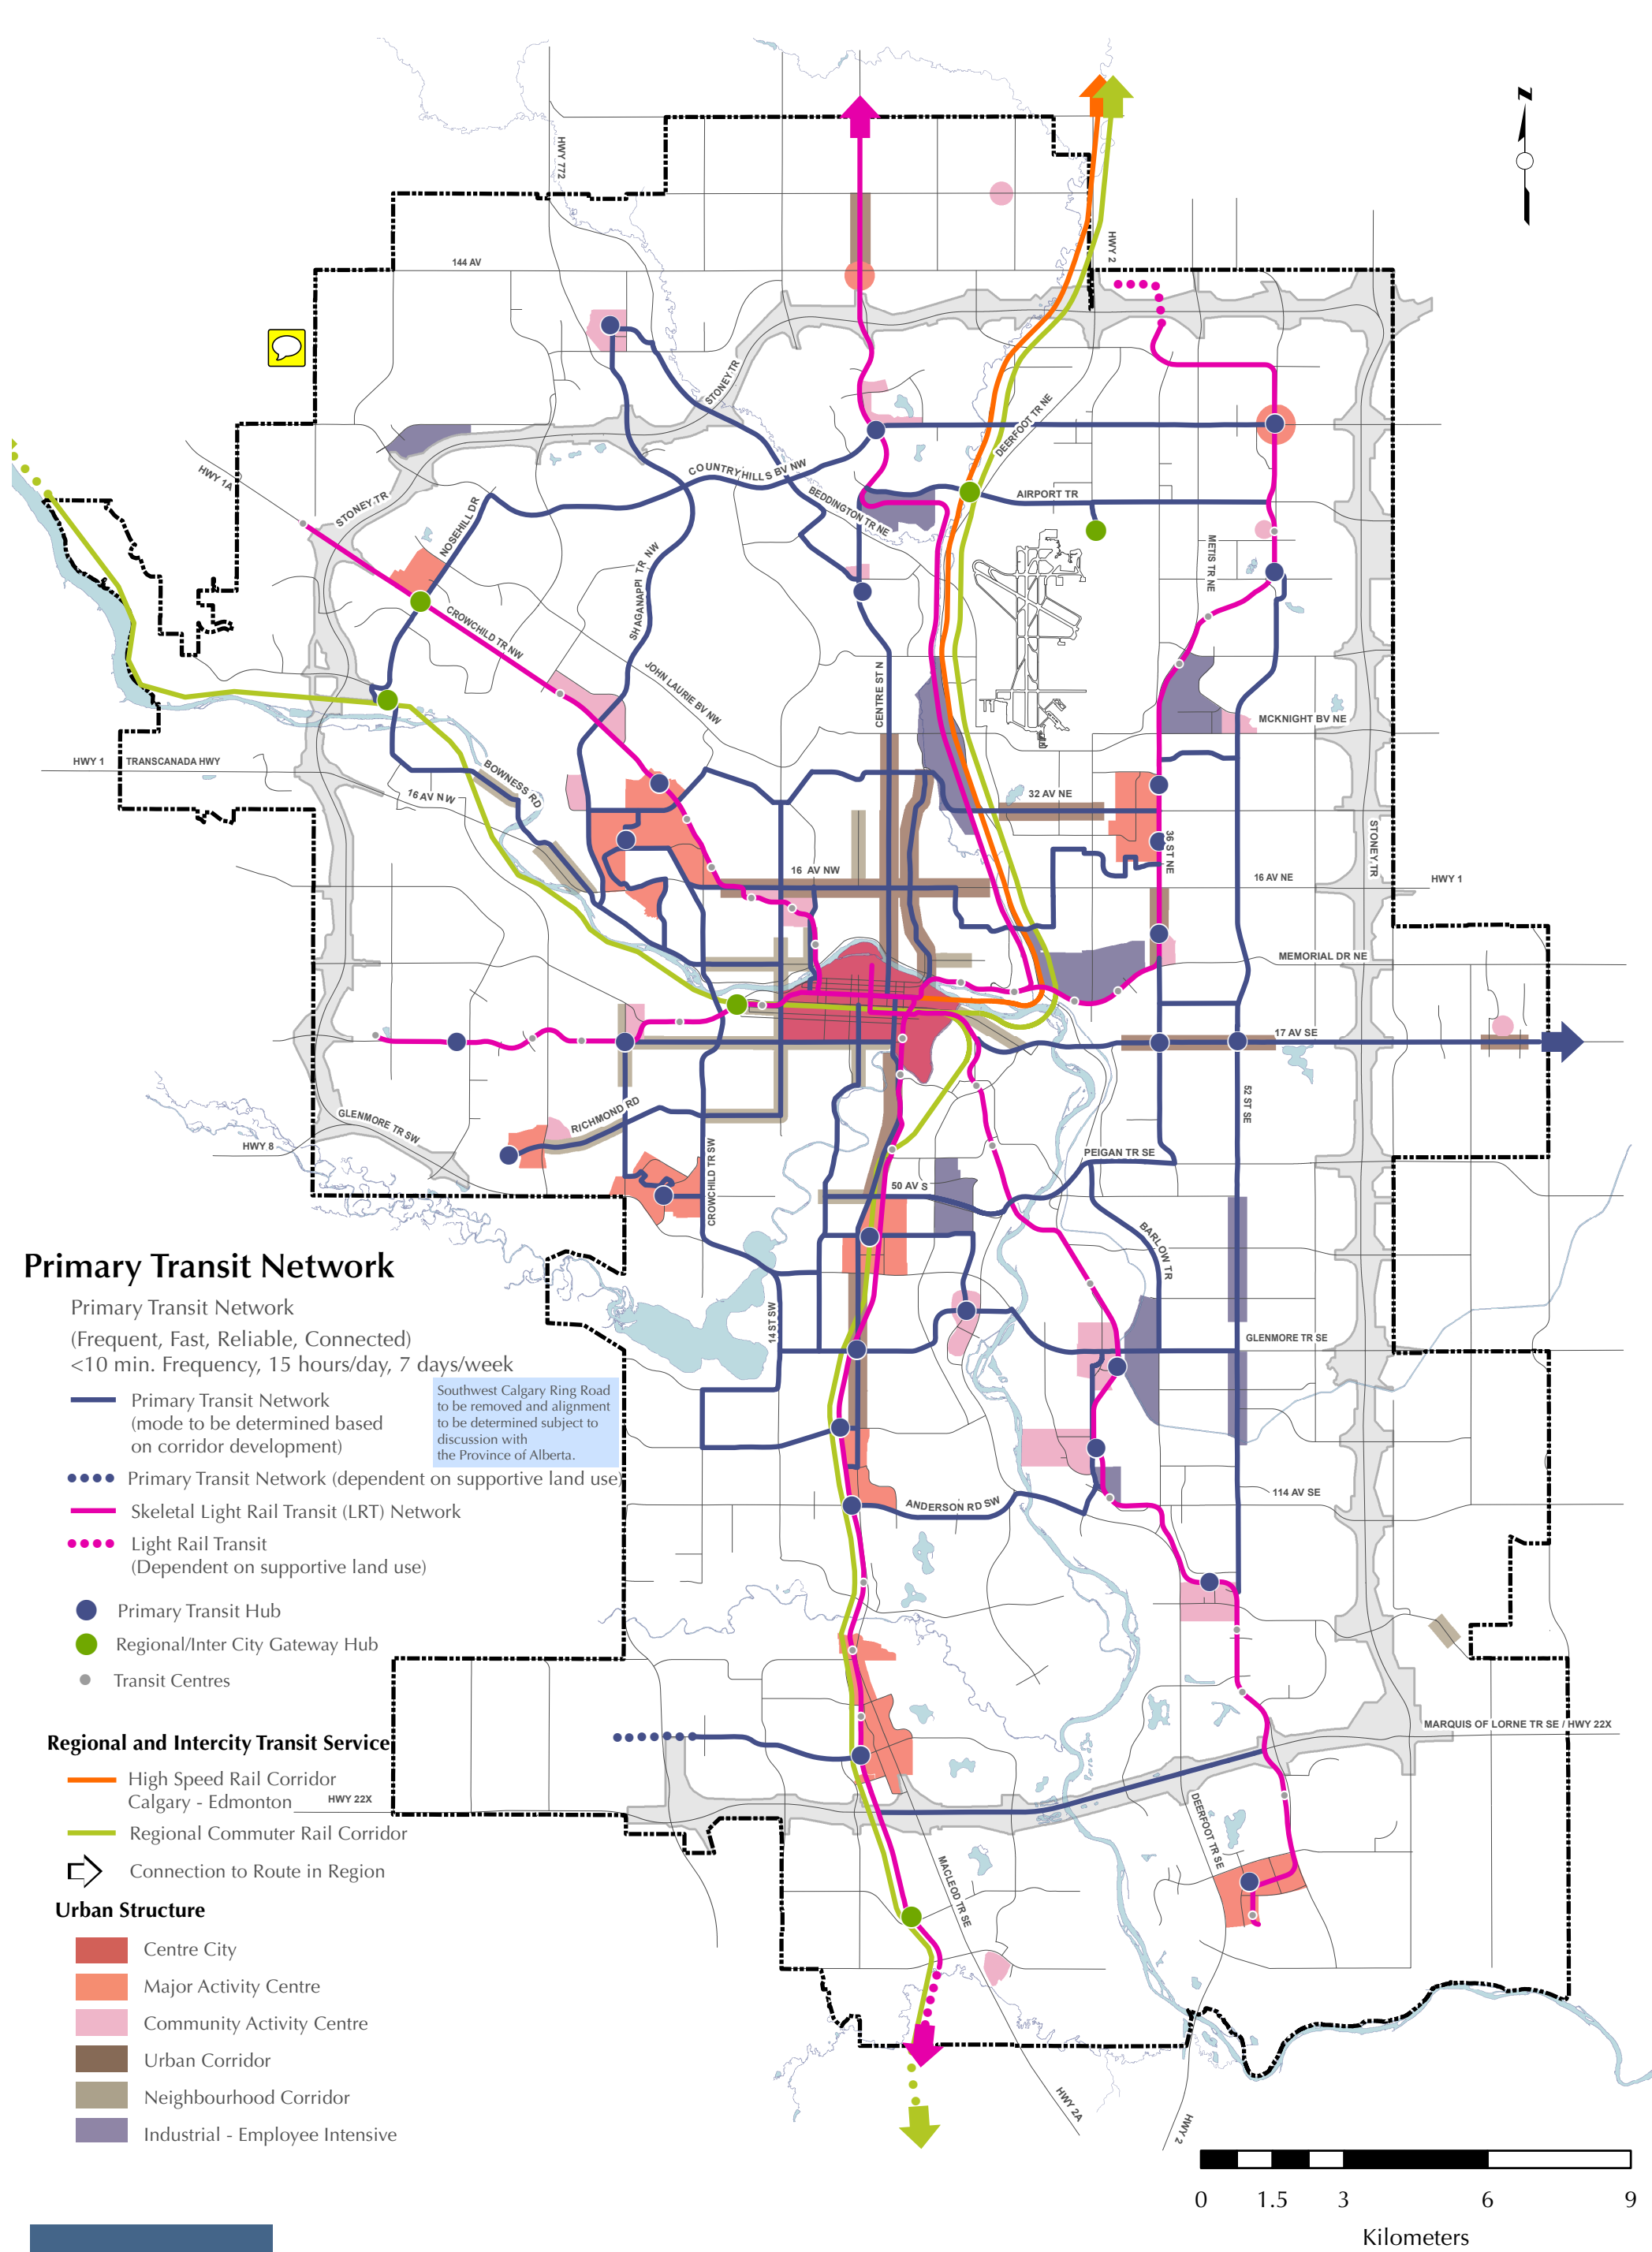 N
HWY 772
HWY 2
144 AV
STONEY TR
DEERFOOT TR NE
HWY 1A
COUNTRY HILLS BV NW
STONEY TR
NOSEHILL DR
BEDDINGTON TR NE
AIRPORT TR
METIS TR NE
SHAGANAPPI TR NW
CROWCHILD TR NW
JOHN LAURIE BV NW
CENTRE ST N
MCKNIGHT BV NE
HWY 1
TRANSCANADA HWY
BOWNESS RD
16 AV NW
32 AV NE
36 ST NE
STONEY TR
16 AV NW
16 AV NE
HWY 1
MEMORIAL DR NE
17 AV SE
52 ST SE
GLENMORE TR SW
RICHMOND RD
HWY 8
CROWCHILD TR SW
PEIGAN TR SE
50 AV S
BARLOW TR
14 ST SW
GLENMORE TR SE
ANDERSON RD SW
114 AV SE
MARQUIS OF LORNE TR SE / HWY 22X
HWY 22X
DEERFOOT TR SE
MACLEOD TR SE
HWY 2A
HWY 2
Primary Transit Network
Primary Transit Network
(Frequent, Fast, Reliable, Connected)
<10 min. Frequency, 15 hours/day, 7 days/week
Primary Transit Network
(mode to be determined based
on corridor development)
Southwest Calgary Ring Road
to be removed and alignment
to be determined subject to
discussion with
the Province of Alberta.
Primary Transit Network (dependent on supportive land use)
Skeletal Light Rail Transit (LRT) Network
Light Rail Transit
(Dependent on supportive land use)
Primary Transit Hub
Regional/Inter City Gateway Hub
Transit Centres
Regional and Intercity Transit Service
High Speed Rail Corridor
Calgary - Edmonton
Regional Commuter Rail Corridor
Connection to Route in Region
Urban Structure
Centre City
Major Activity Centre
Community Activity Centre
Urban Corridor
Neighbourhood Corridor
Industrial - Employee Intensive
0 1.5 3 6 9
Kilometers